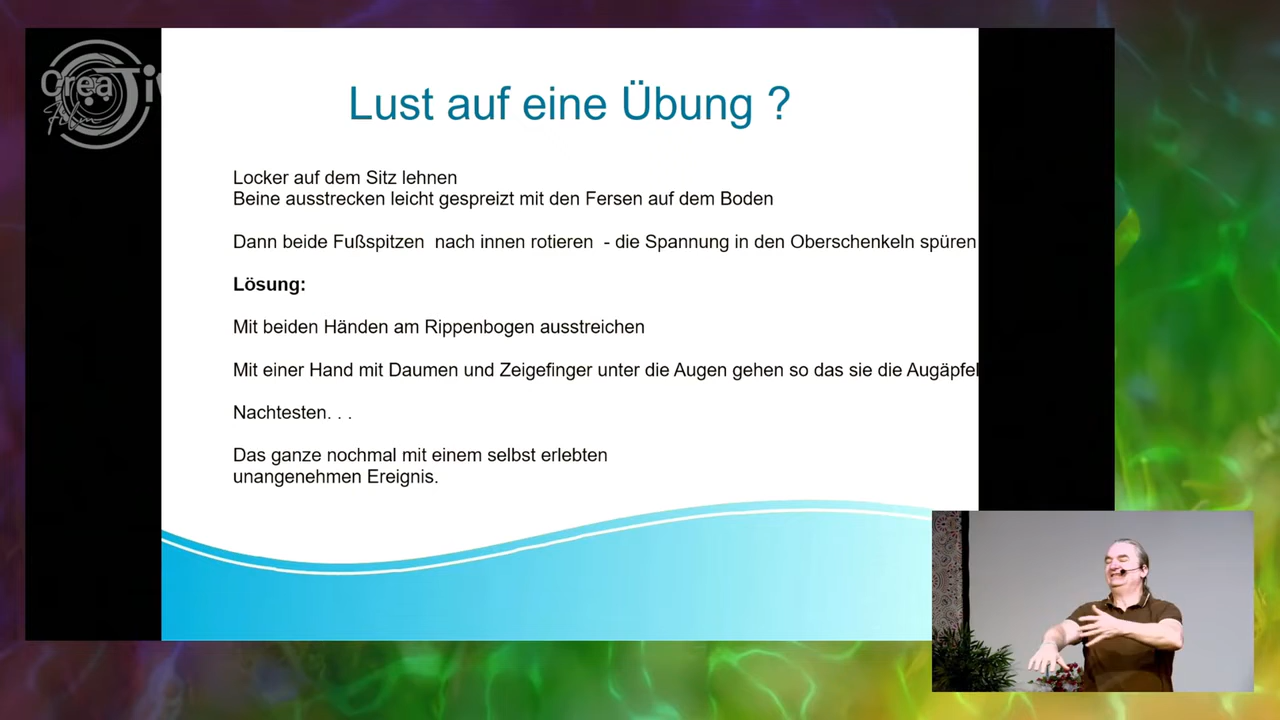 Crea
Film
Lust auf eine Übung ?
Locker auf dem Sitz lehnen
Beine ausstrecken leicht gespreizt mit den Fersen auf dem Boden
Dann beide Fußspitzen  nach innen rotieren  - die Spannung in den Oberschenkeln spüren
Lösung:
Mit beiden Händen am Rippenbogen ausstreichen
Mit einer Hand mit Daumen und Zeigefinger unter die Augen gehen so das sie die Augäpfel
Nachtesten. . .
Das ganze nochmal mit einem selbst erlebten
unangenehmen Ereignis.